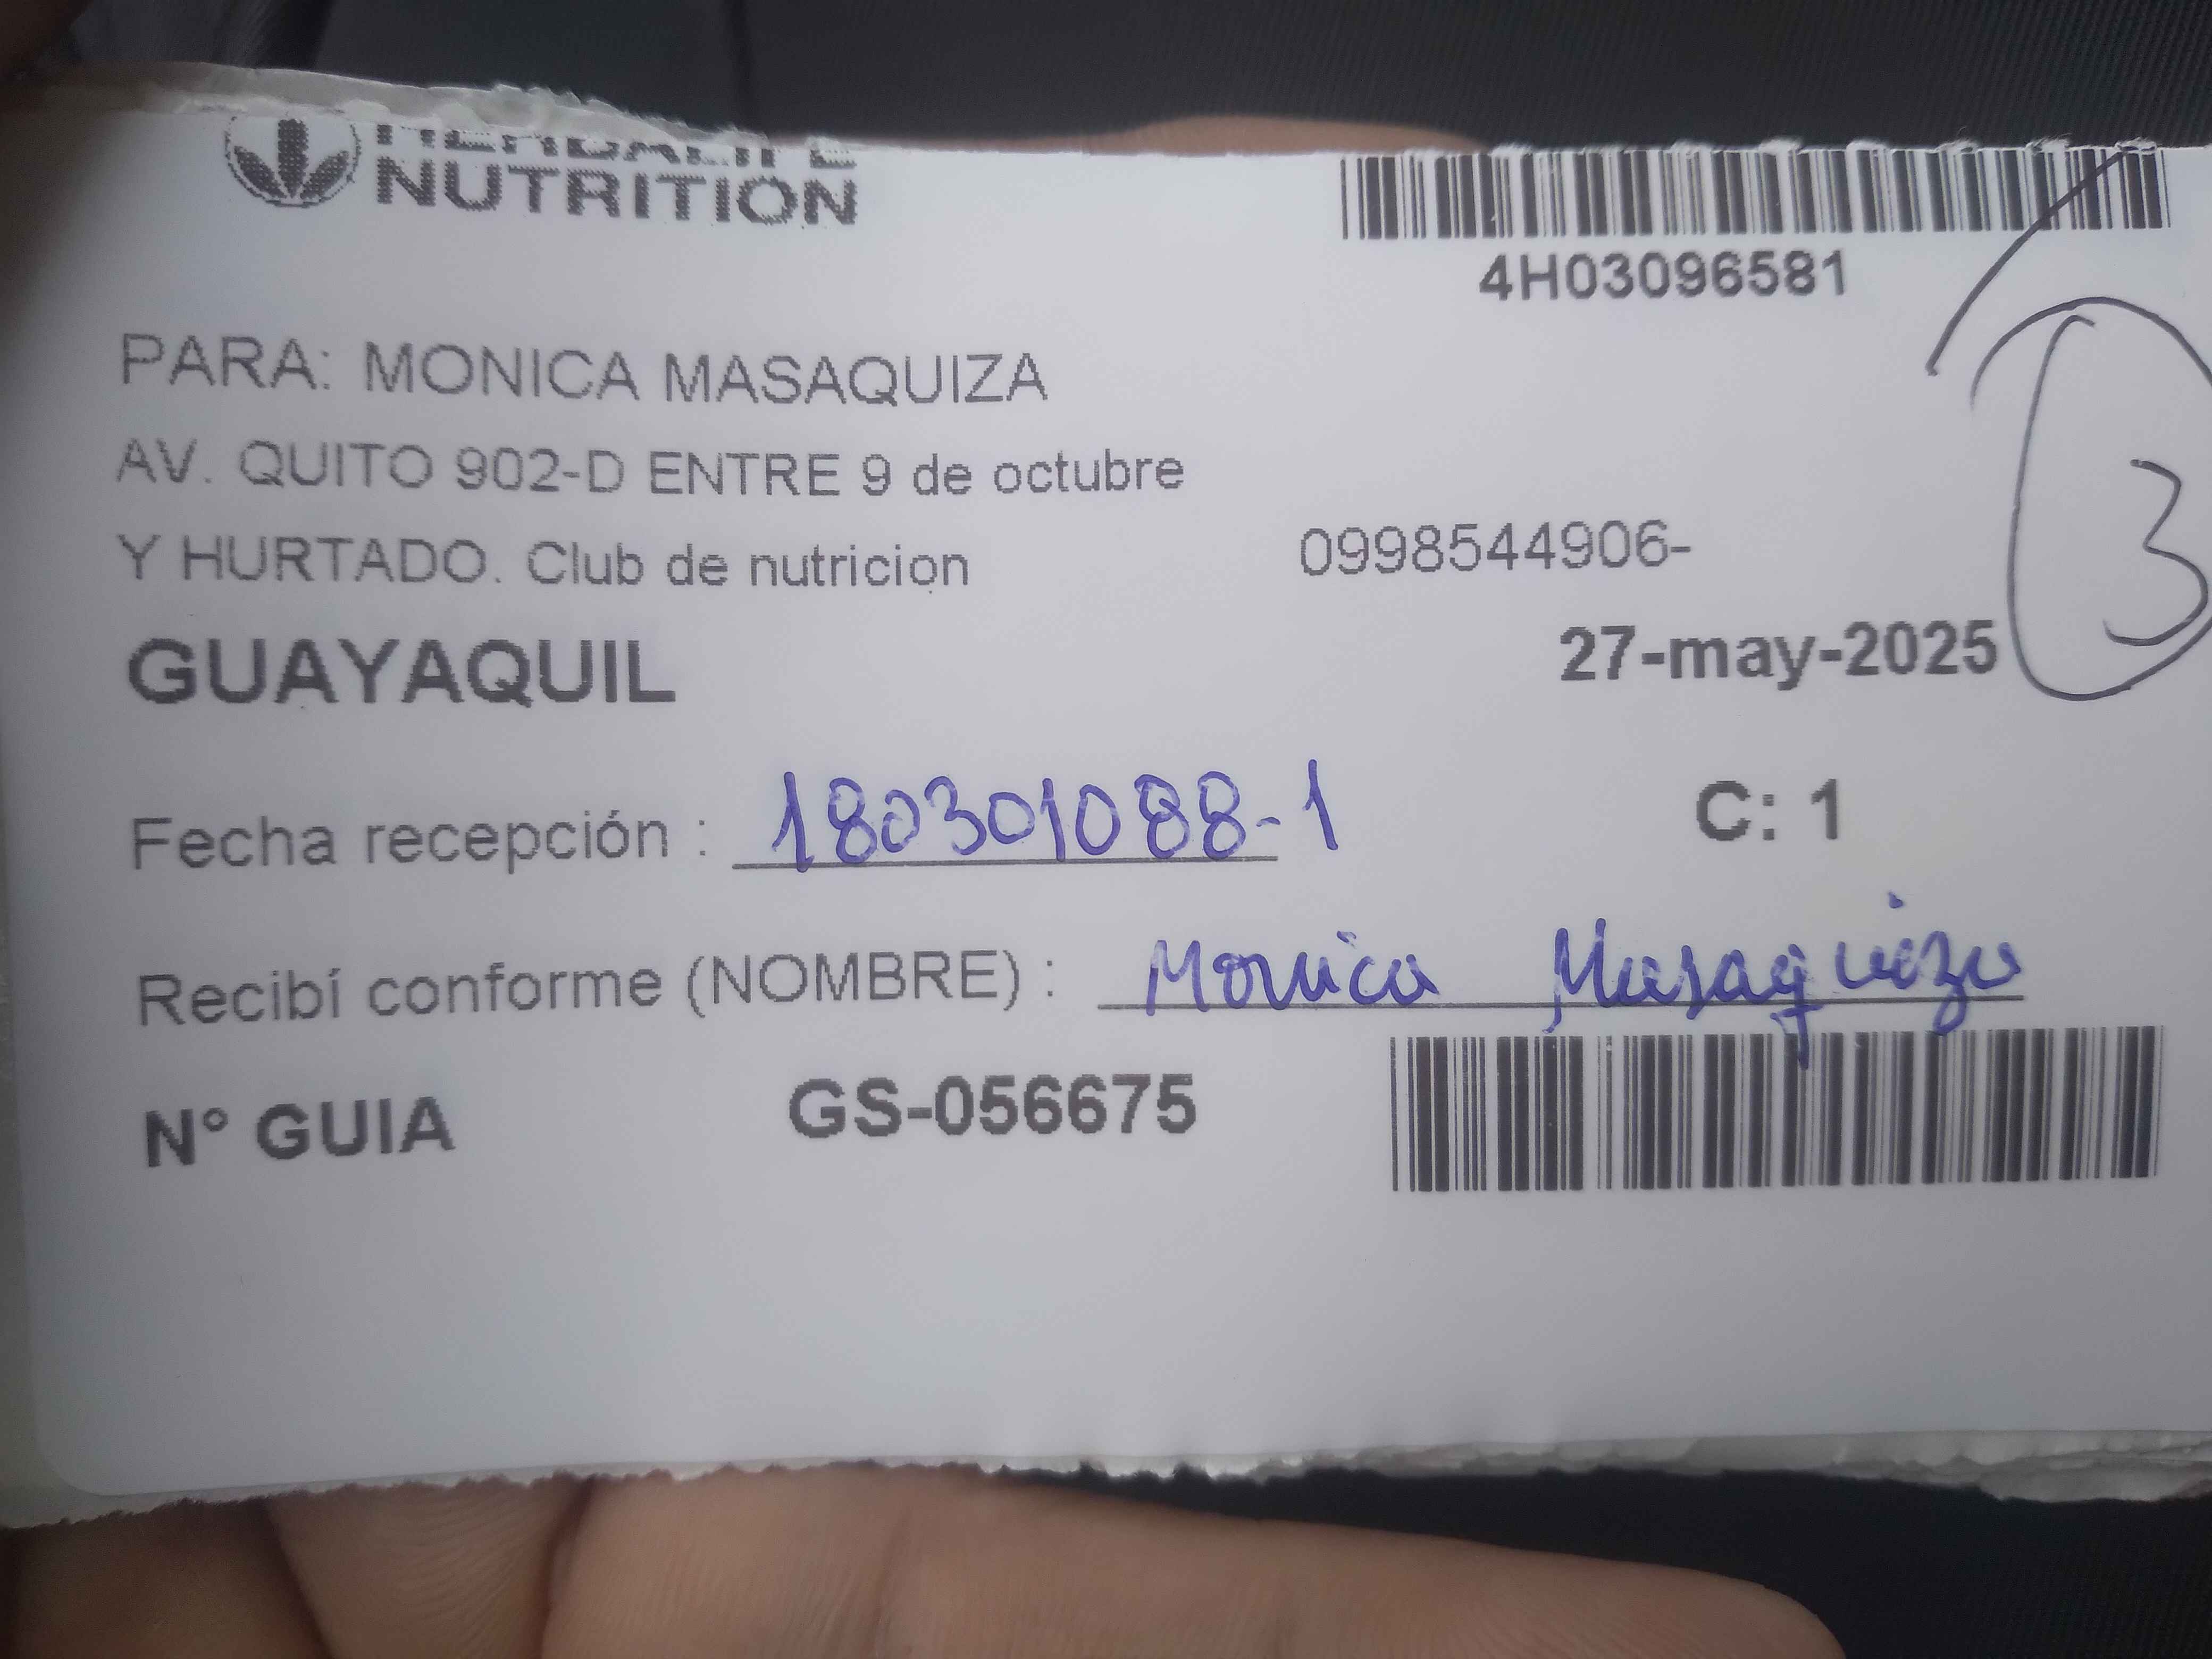 HERBALIFE
NUTRITION
4H03096581
PARA: MONICA MASAQUIZA
AV. QUITO 902-D ENTRE 9 de octubre
Y HURTADO. Club de nutricion 0998544906-
GUAYAQUIL 27-may-2025
3
Fecha recepción : 180301088-1 C: 1
Recibí conforme (NOMBRE) : Monica Masaquiza
N° GUIA GS-056675